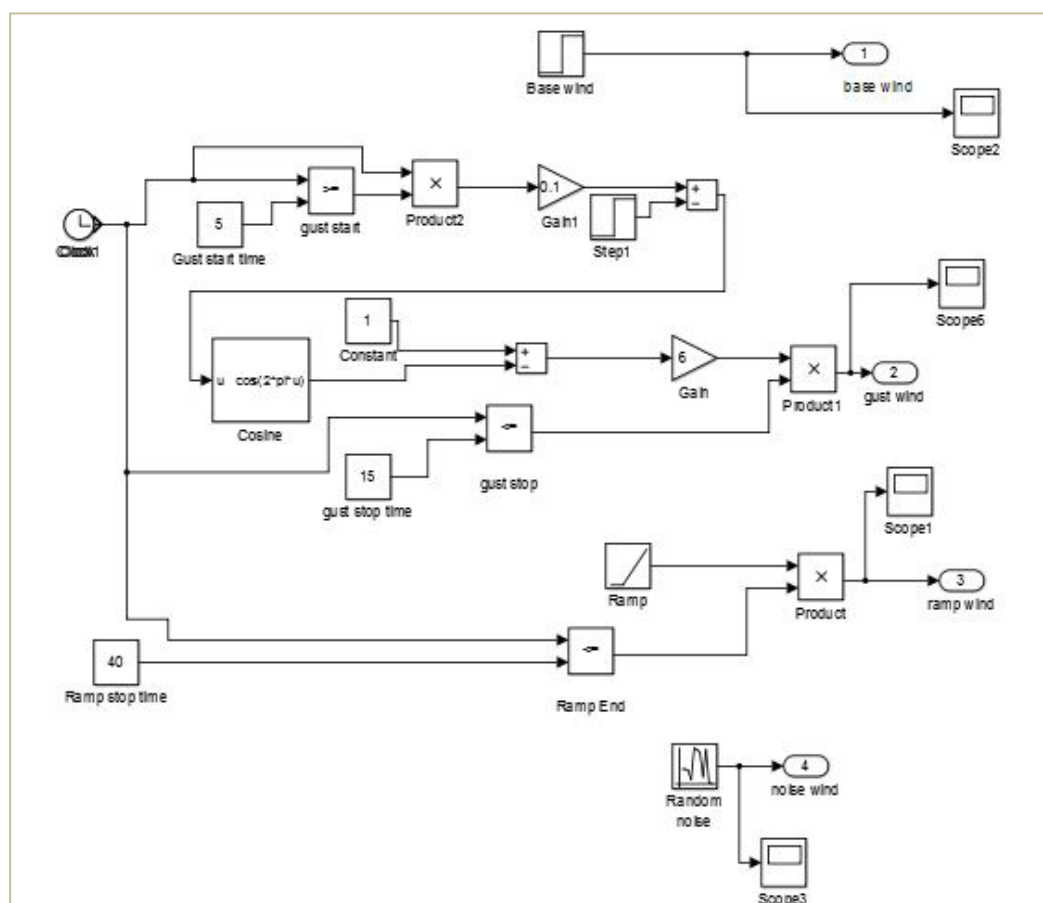 1
Base wind
base wind
Scope2
>=
×
0.1
+
−
Product2
Gain1
5
gust start
Step1
Gust start time
Scope6
1
Constant
+
−
6
×
2
u cos(2*pi*u)
Gain
Product1
gust wind
Cosine
<=
15
gust stop
gust stop time
Scope1
Ramp
×
3
Product
ramp wind
<=
40
Ramp stop time
Ramp End
4
Random
noise
noise wind
Scope3